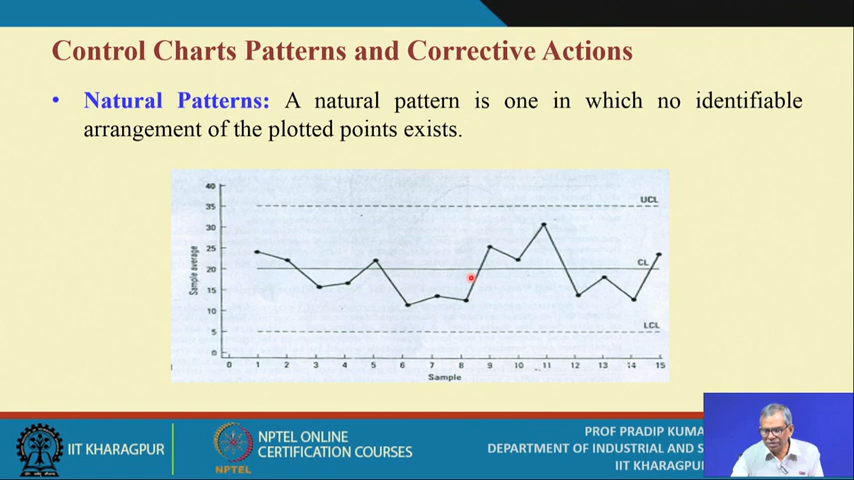 Control Charts Patterns and Corrective Actions
• Natural Patterns: A natural pattern is one in which no identifiable
arrangement of the plotted points exists.
40
35
30
25
20
15
10
5
0
Sample average
UCL
CL
LCL
0 1 2 3 4 5 6 7 8 9 10 11 12 13 14 15
Sample
IIT KHARAGPUR
NPTEL
NPTEL ONLINE
CERTIFICATION COURSES
PROF PRADIP KUMA
DEPARTMENT OF INDUSTRIAL AND S
IIT KHARAGPUR